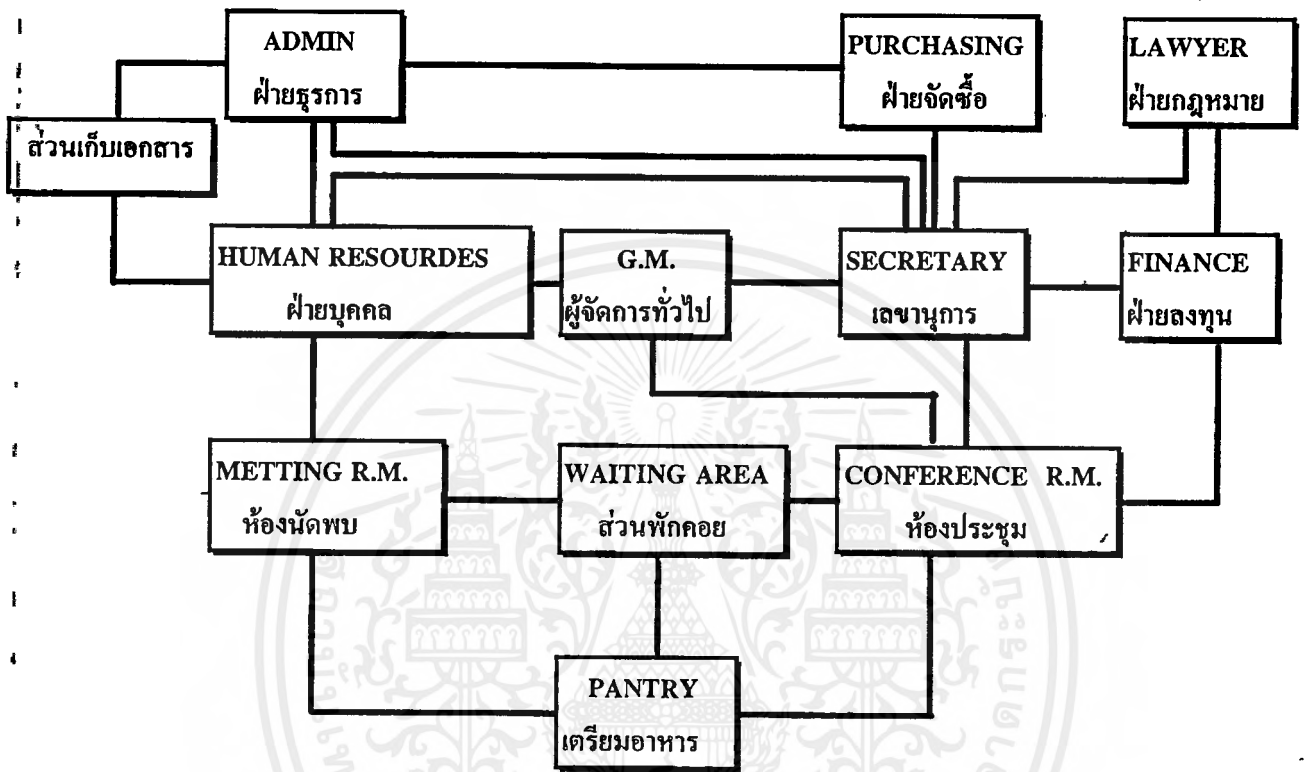 ADMIN
ฝ่ายธุรการ
PURCHASING
ฝ่ายจัดซื้อ
LAWYER
ฝ่ายกฎหมาย
ส่วนเก็บเอกสาร
HUMAN RESOURDES
ฝ่ายบุคคล
G.M.
ผู้จัดการทั่วไป
SECRETARY
เลขานุการ
FINANCE
ฝ่ายลงทุน
METTING R.M.
ห้องนัดพบ
WAITING AREA
ส่วนพักคอย
CONFERENCE R.M.
ห้องประชุม
PANTRY
เตรียมอาหาร